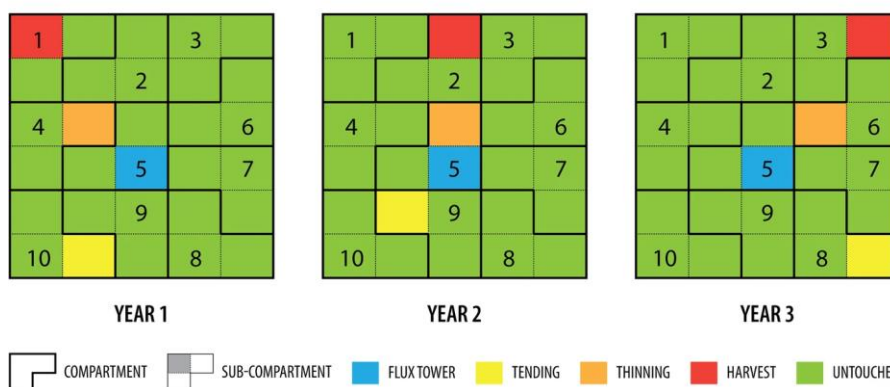 1 3 1 3 1 3
2 2 2
4 6 4 6 4 6
5 7 5 7 5 7
9 9 9
10 8 10 8 10 8
YEAR 1 YEAR 2 YEAR 3
COMPARTMENT SUB-COMPARTMENT FLUX TOWER TENDING THINNING HARVEST UNTOUCHE